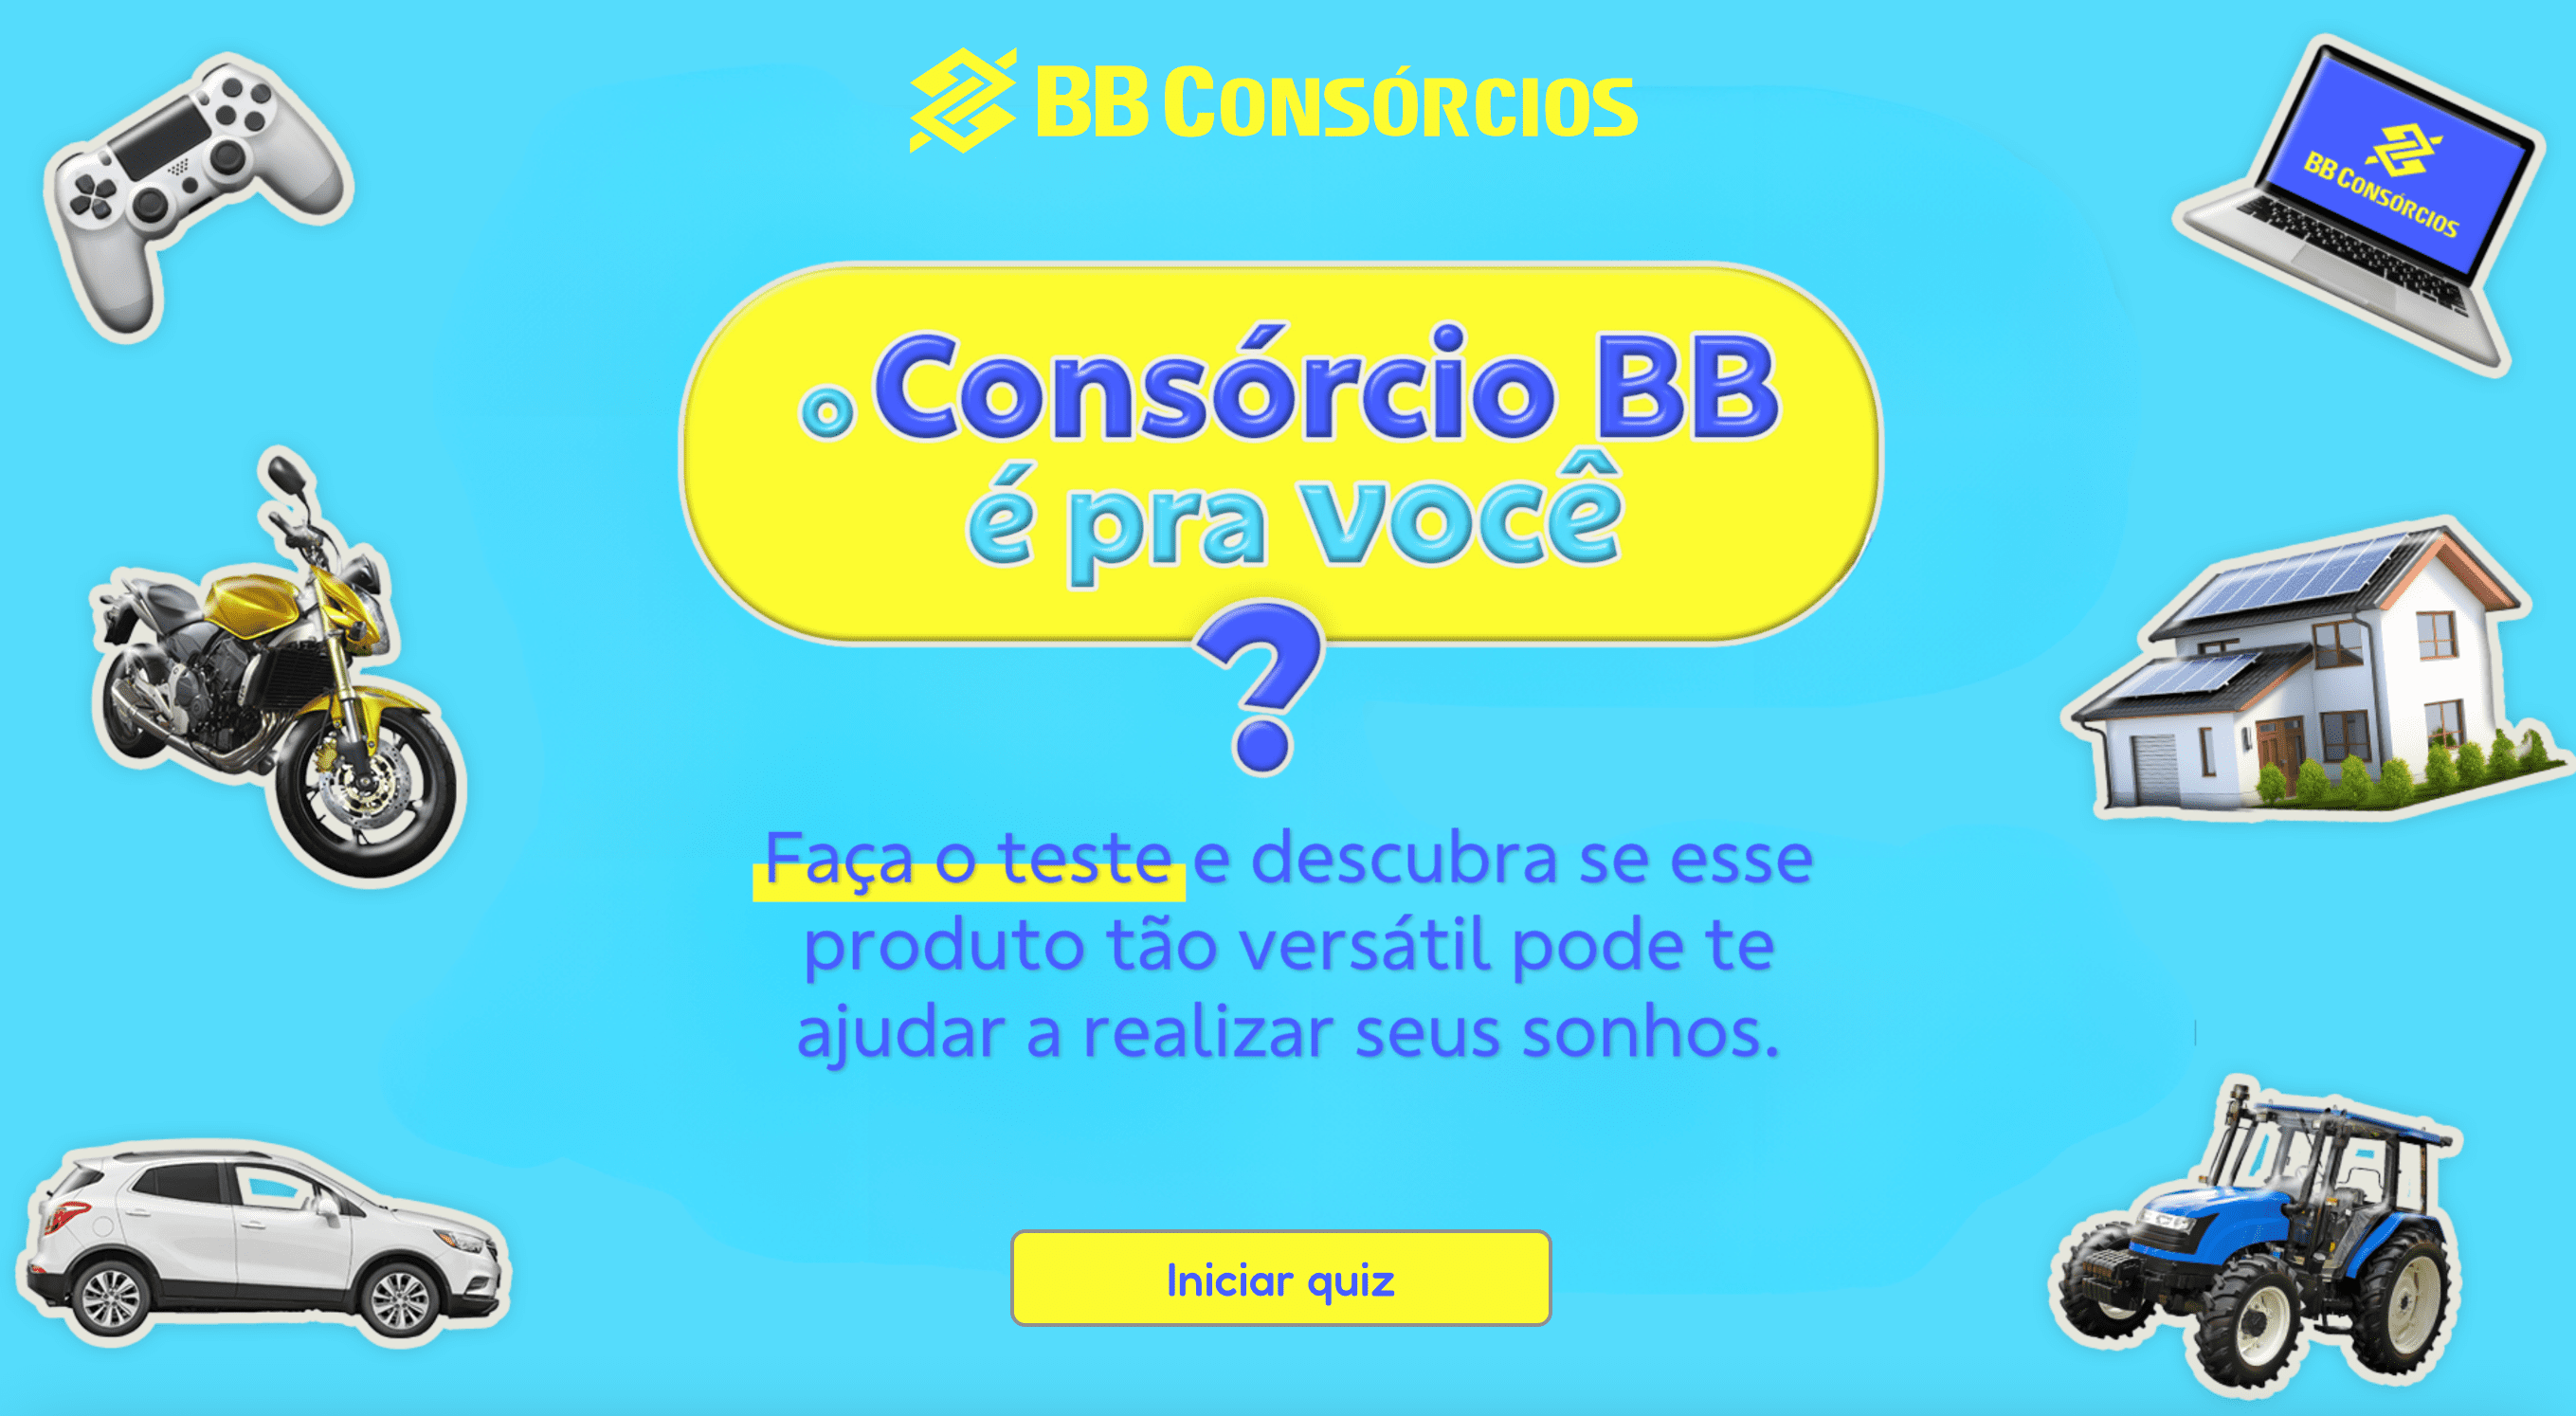 BB CONSÓRCIOS
BB CONSÓRCIOS
o Consórcio BB
é pra você
?
Faça o teste e descubra se esse
produto tão versátil pode te
ajudar a realizar seus sonhos.
Iniciar quiz